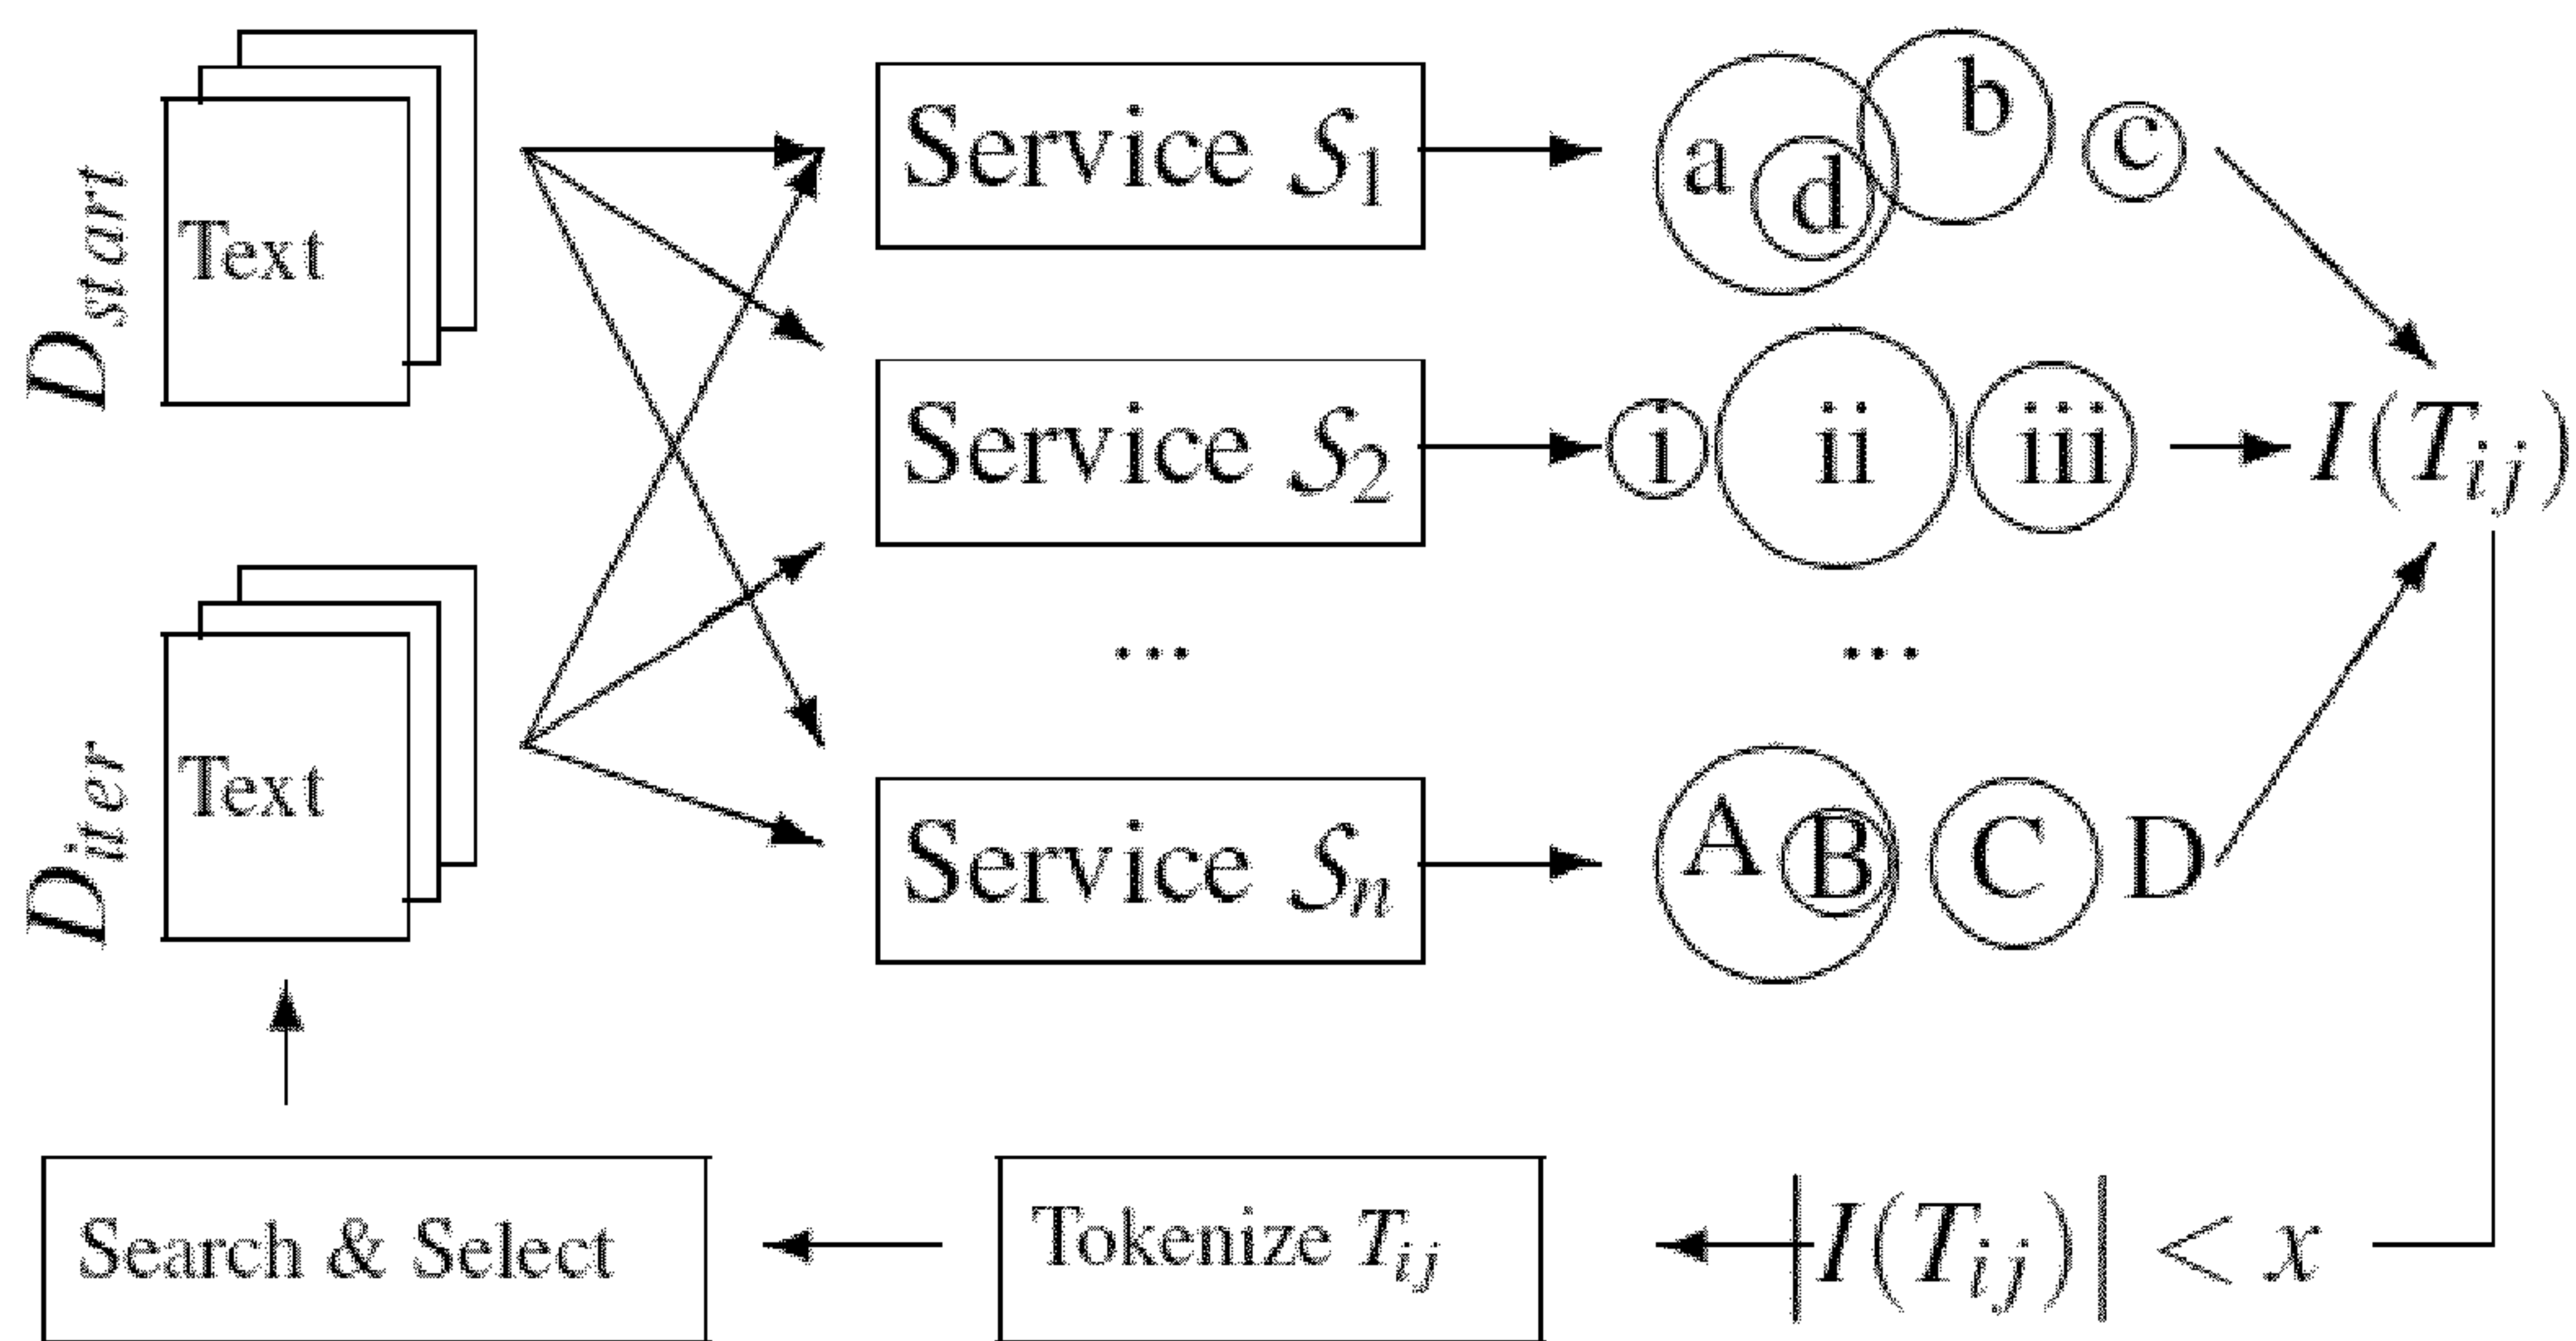 D_start
Text
Service S_1
a
b
c
d
Service S_2
i
ii
iii
I(T_ij)
...
...
D_iter
Text
Service S_n
A
B
C
D
Search & Select
Tokenize T_ij
|I(T_ij)| < x